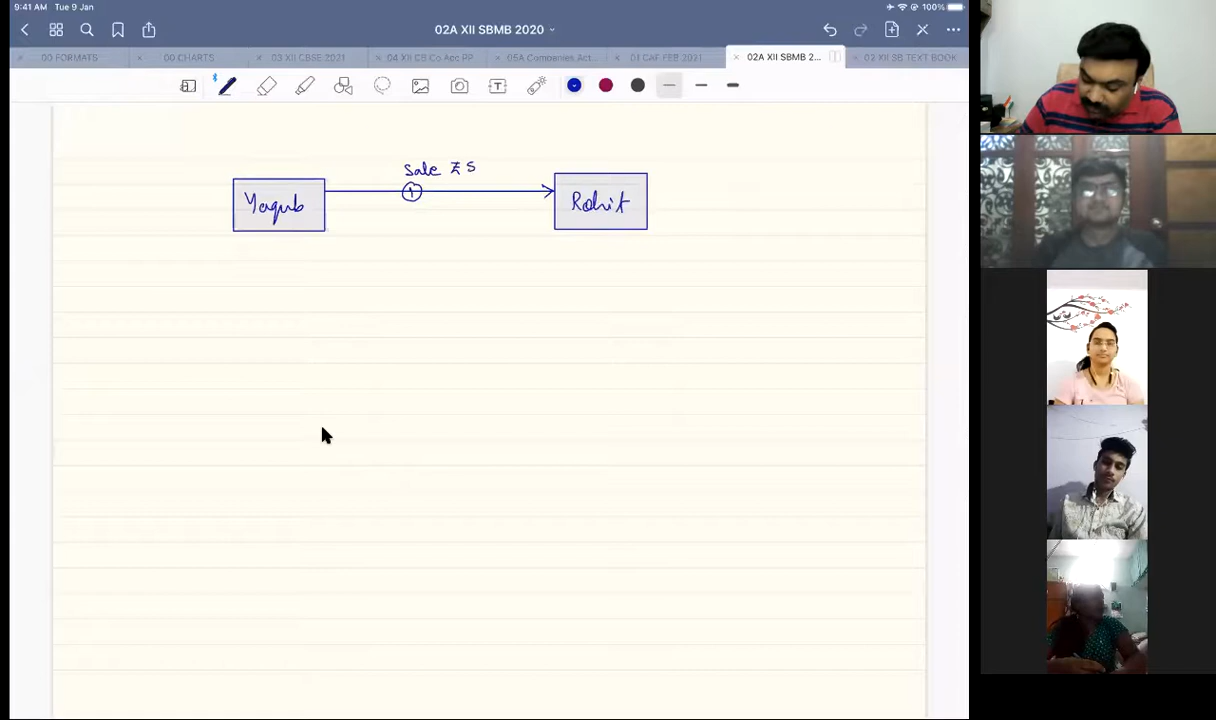 9:41 AM Tue 9 Jan
100%
02A XII SBMB 2020
00 FORMATS
00 CHARTS
03 XII CBSE 2021
04 XII CB Co Acc PP
05A Companies Act...
01 CAF FEB 2021
02A XII SBMB 2...
02 XII SB TEXT BOOK
T
Sale ₹ 5
1
Yaqub
Rohit